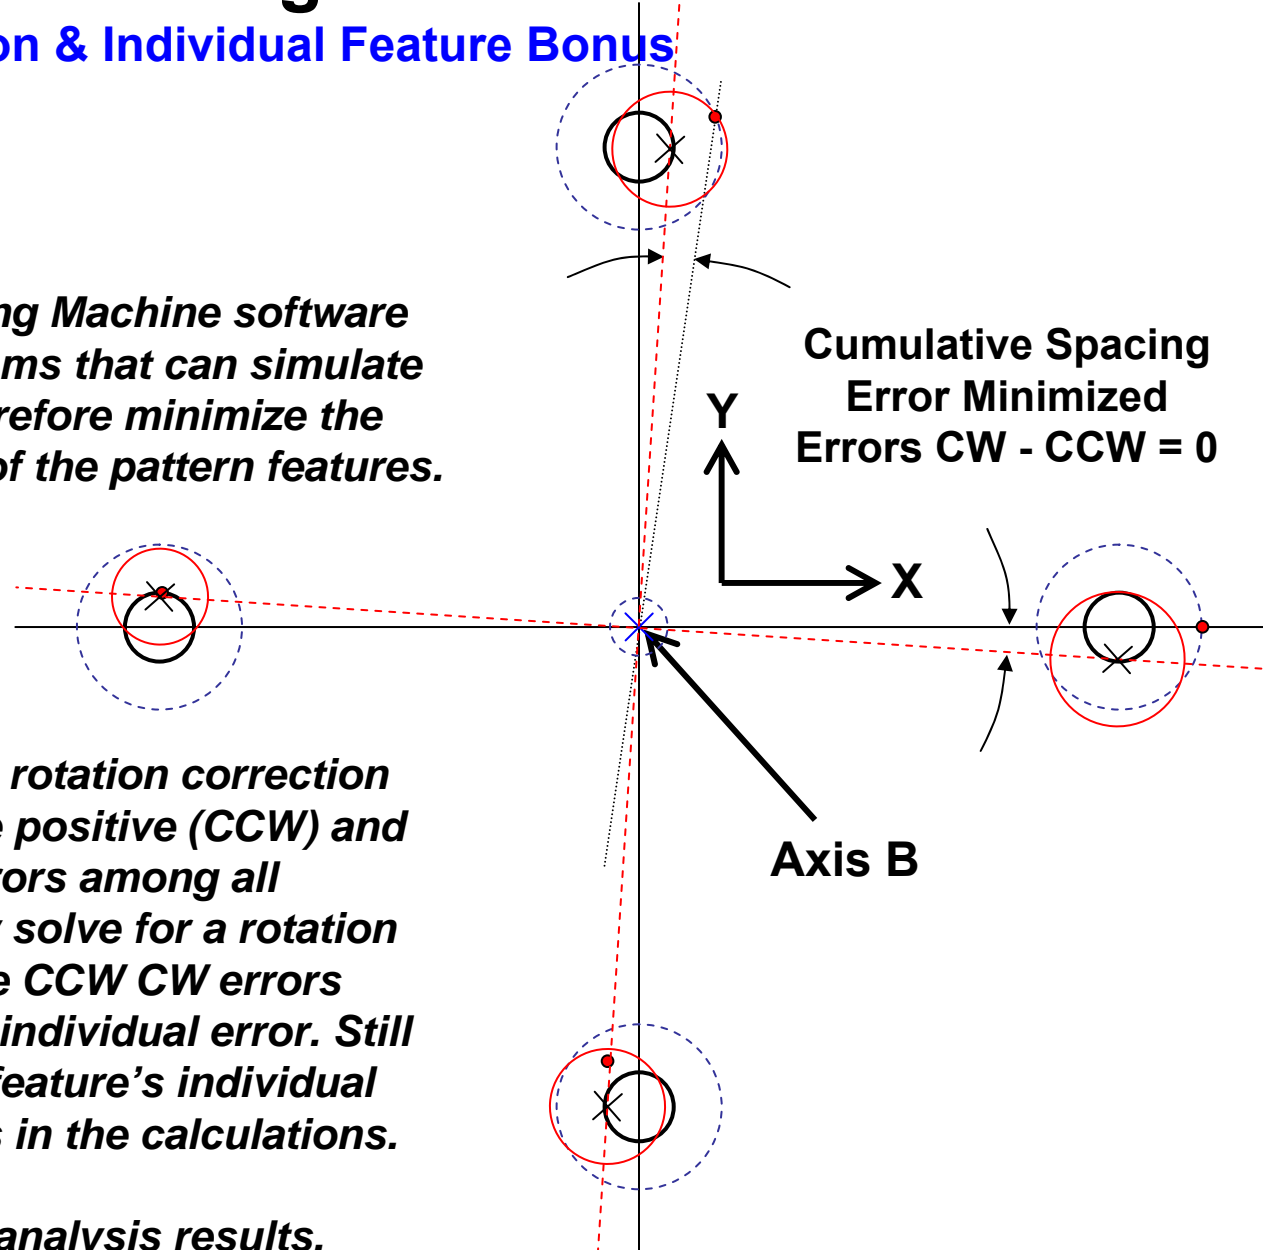 on & Individual Feature Bonus
ng Machine software
ms that can simulate
refore minimize the
of the pattern features.
Cumulative Spacing
Error Minimized
Errors CW - CCW = 0
Y
X
Axis B
rotation correction
e positive (CCW) and
rors among all
y solve for a rotation
e CCW CW errors
individual error. Still
feature's individual
s in the calculations.
analysis results.